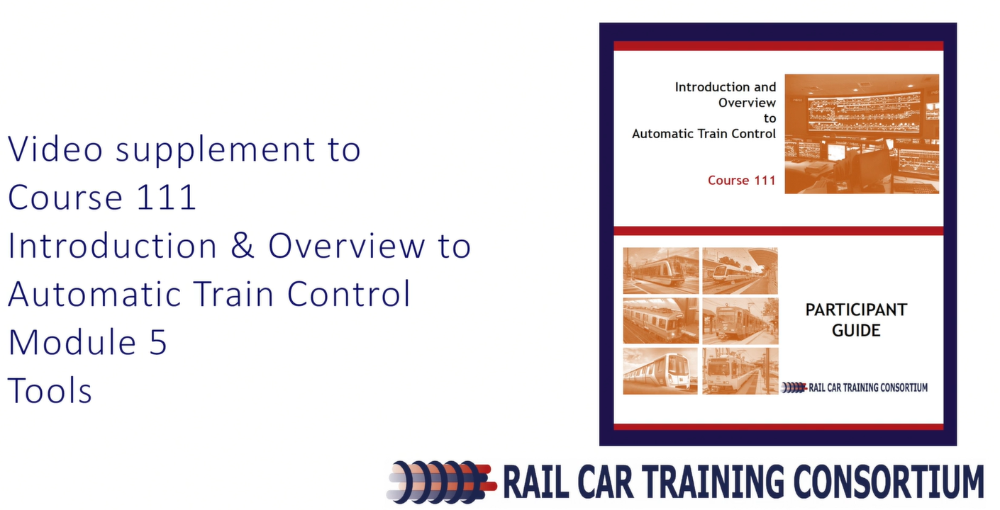 Video supplement to
Course 111
Introduction & Overview to
Automatic Train Control
Module 5
Tools
Introduction and
Overview
to
Automatic Train Control
Course 111
PARTICIPANT
GUIDE
RAIL CAR TRAINING CONSORTIUM
RAIL CAR TRAINING CONSORTIUM